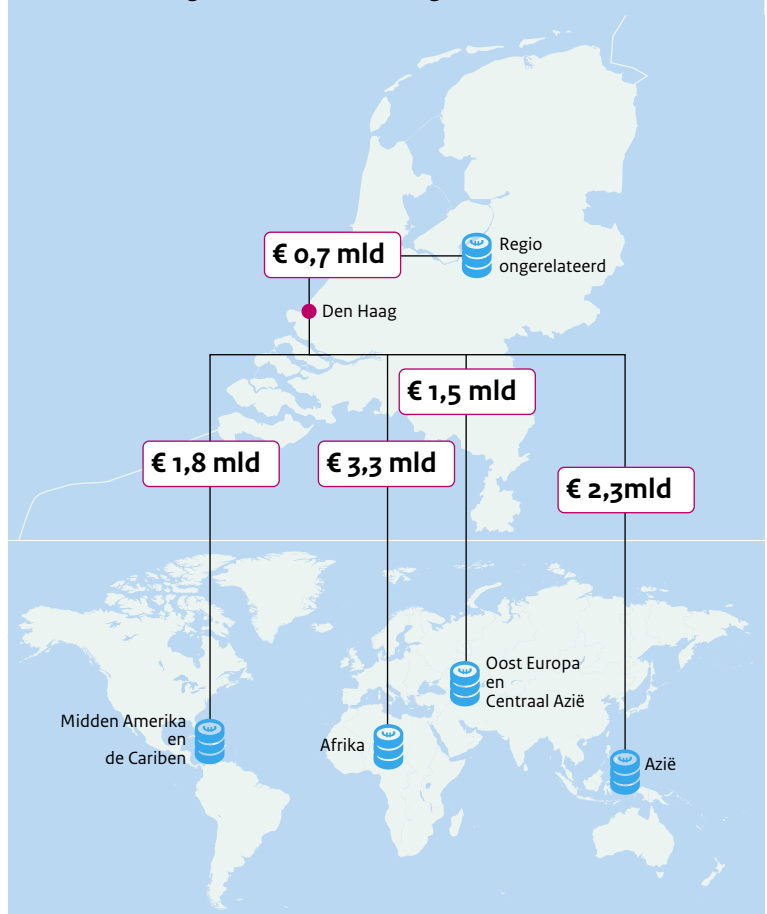 € 0,7 mld
Regio
ongerelateerd
Den Haag
€ 1,5 mld
€ 1,8 mld
€ 3,3 mld
€ 2,3mld
Oost Europa
en
Centraal Azië
Midden Amerika
en
de Cariben
Afrika
Azië